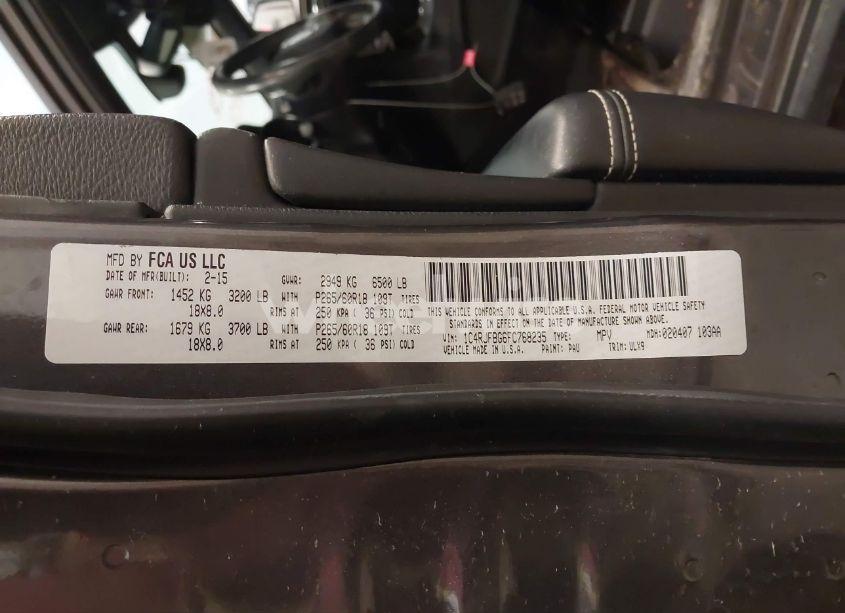 MFD BY FCA US LLC
DATE OF MFR(BUILT): 2-15 GVWR: 2949 KG 6500 LB
GAWR FRONT: 1452 KG 3200 LB WITH P265/60R18 109T TIRES
18X8.0 RIMS AT 250 KPA ( 36 PSI) COLD
GAWR REAR: 1679 KG 3700 LB WITH P265/60R18 109T TIRES
18X8.0 RIMS AT 250 KPA ( 36 PSI) COLD
THIS VEHICLE CONFORMS TO ALL APPLICABLE U.S.A. FEDERAL MOTOR VEHICLE SAFETY
STANDARDS IN EFFECT ON THE DATE OF MANUFACTURE SHOWN ABOVE.
VIN: 1C4RJFBG6FC768235 TYPE: MPV MDH:020407 103AA
VEHICLE MADE IN U.S.A. PAINT: PAU TRIM: ULX9